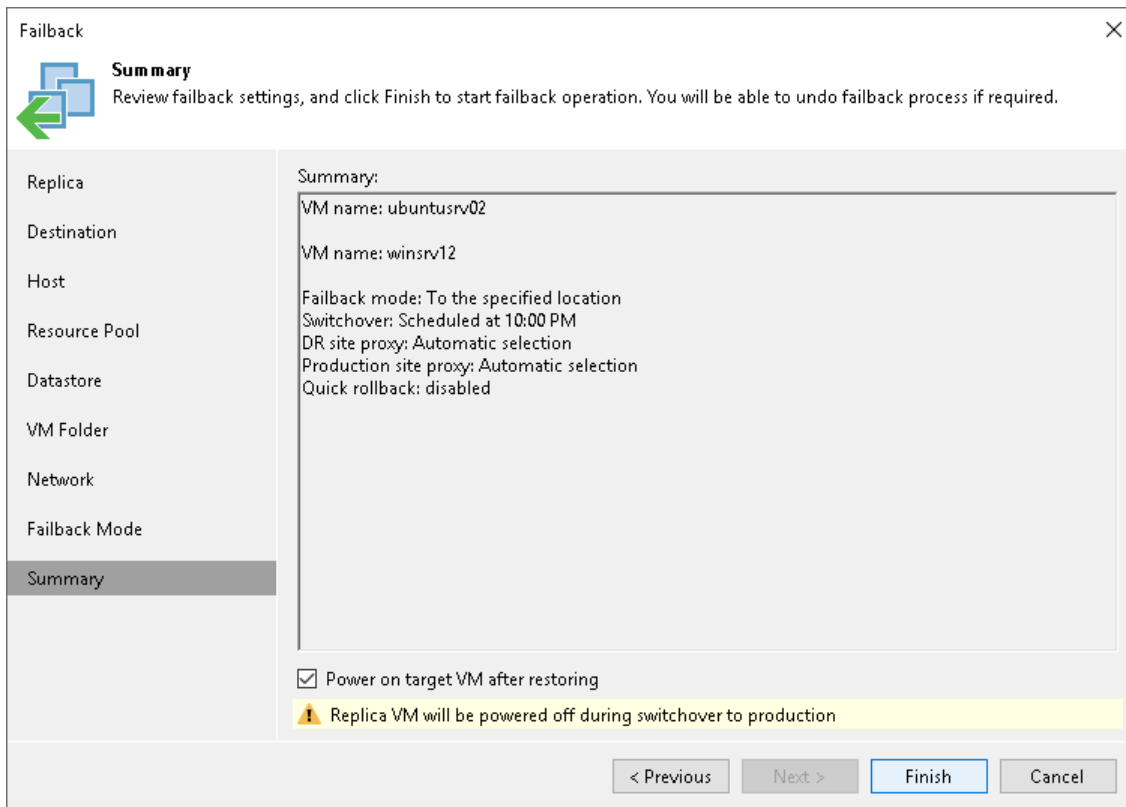 Failback
Summary
Review failback settings, and click Finish to start failback operation. You will be able to undo failback process if required.
Replica
Destination
Host
Resource Pool
Datastore
VM Folder
Network
Failback Mode
Summary
Summary:
VM name: ubuntusrv02
VM name: winsrv12
Failback mode: To the specified location
Switchover: Scheduled at 10:00 PM
DR site proxy: Automatic selection
Production site proxy: Automatic selection
Quick rollback: disabled
Power on target VM after restoring
Replica VM will be powered off during switchover to production
< Previous
Next >
Finish
Cancel